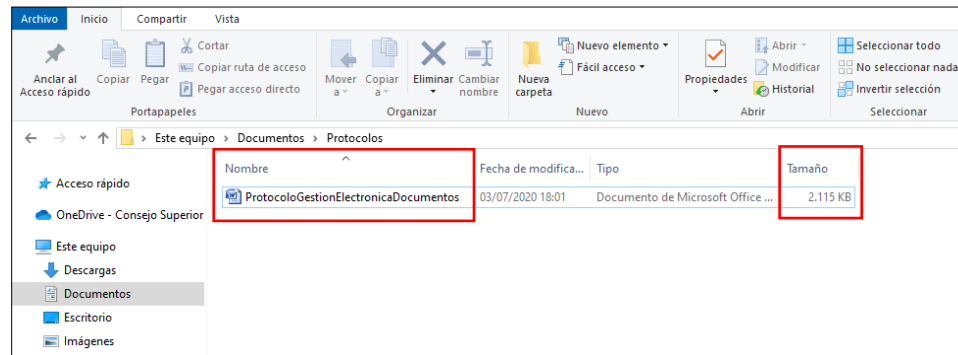 Archivo Inicio Compartir Vista
Anclar al Acceso rápido
Copiar
Pegar
Cortar
Copiar ruta de acceso
Pegar acceso directo
Portapapeles
Mover a
Copiar a
Eliminar
Cambiar nombre
Organizar
Nueva carpeta
Nuevo elemento
Fácil acceso
Nuevo
Propiedades
Abrir
Modificar
Historial
Abrir
Seleccionar todo
No seleccionar nada
Invertir selección
Seleccionar
Este equipo > Documentos > Protocolos
Nombre Fecha de modifica... Tipo Tamaño
ProtocoloGestionElectronicaDocumentos 03/07/2020 18:01 Documento de Microsoft Office ... 2.115 KB
Acceso rápido
OneDrive - Consejo Superior
Este equipo
Descargas
Documentos
Escritorio
Imágenes